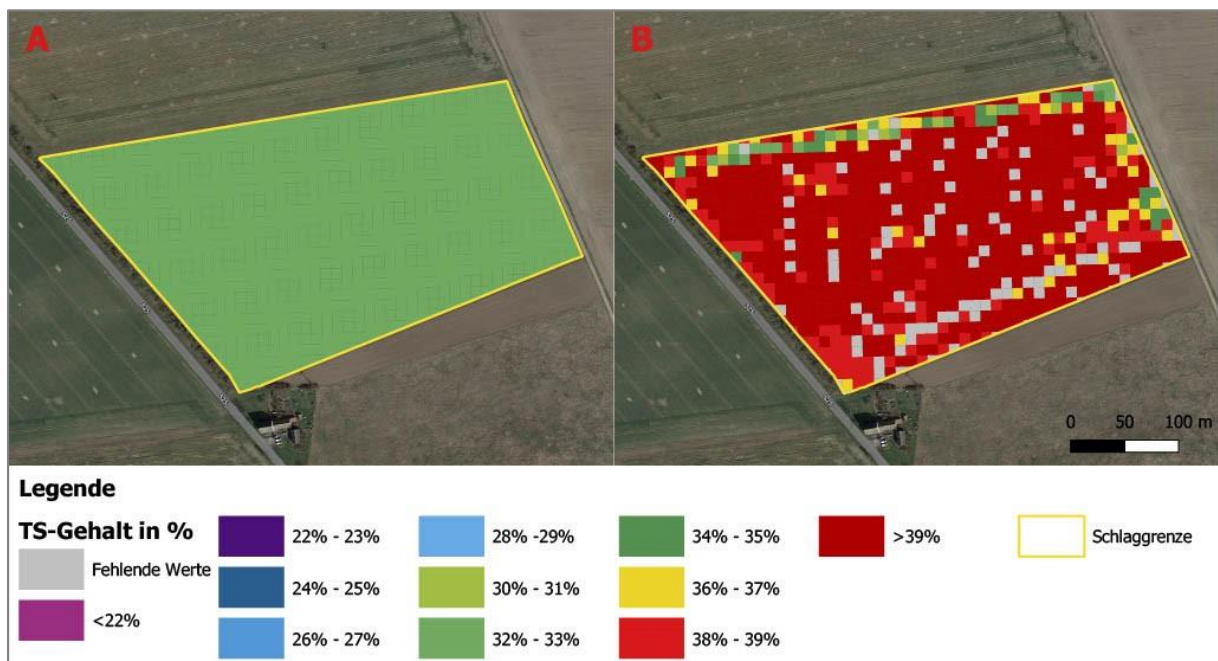 A
B
0 50 100 m
Legende
TS-Gehalt in %
Fehlende Werte
<22%
22% - 23%
24% - 25%
26% - 27%
28% -29%
30% - 31%
32% - 33%
34% - 35%
36% - 37%
38% - 39%
>39%
Schlaggrenze